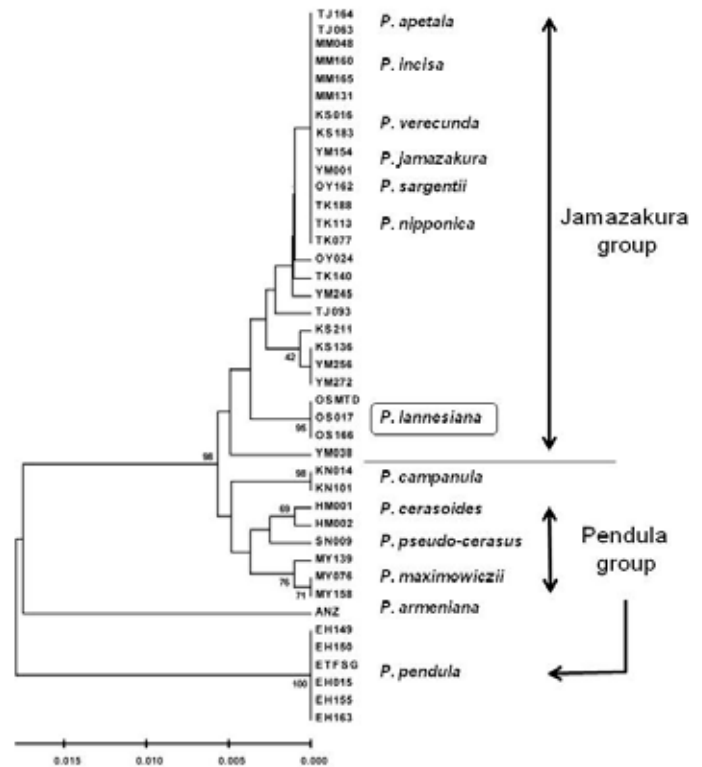 TJ164
P. apetala
TJ063
MM048
MM160
P. incisa
MM165
MM131
KS016
P. verecunda
KS183
YM154
P. jamazakura
YM001
OY162
P. sargentii
TK188
TK113
P. nipponica
TK077
Jamazakura
group
OY024
TK140
YM245
TJ093
KS211
KS136
42
YM256
YM272
OSMTD
OS017
P. lannesiana
95
OS166
YM038
98
KN014
98
P. campanula
KN101
HM001
69
P. cerasoides
HM002
SN009
P. pseudo-cerasus
Pendula
group
MY139
MY076
76
P. maximowiczii
MY158
71
ANZ
P. armeniana
EH149
EH150
ETFSG
P. pendula
EH015
100
EH155
EH163
0.015 0.010 0.005 0.000